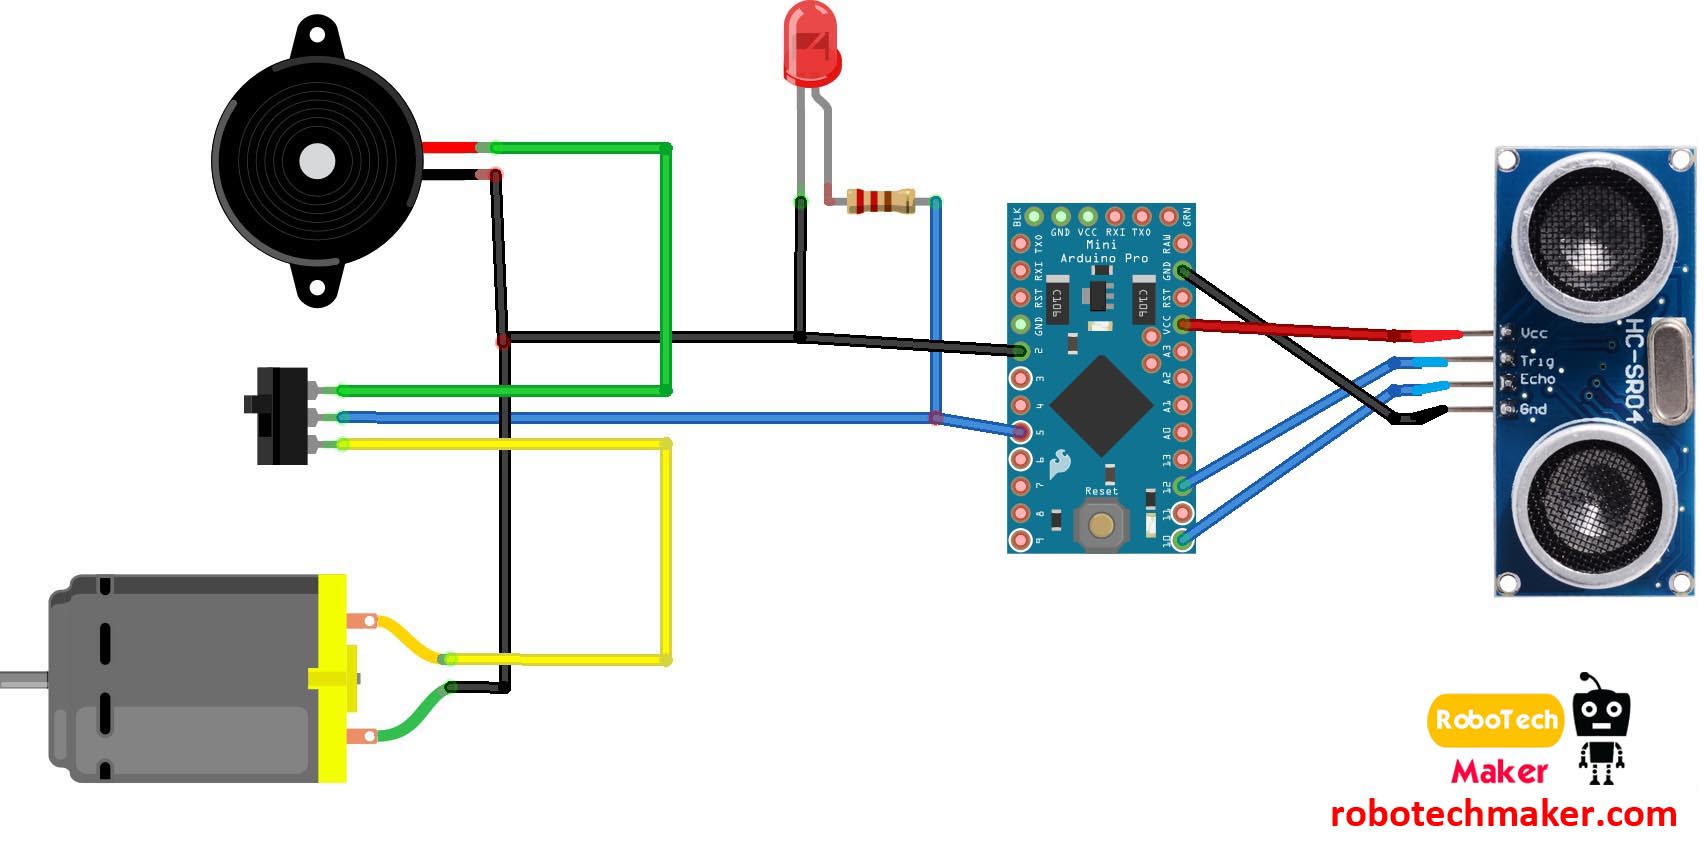 BLK
GND VCC RXI TXO
GRN
Mini
Arduino Pro
TXO
RXI
RST
GND
2
3
4
5
6
7
8
9
RAW
GND
RST
VCC
A3
A2
A1
A0
13
12
11
10
C106
C106
Reset
Vcc
Trig
Echo
Gnd
HC-SR04
RoboTech
Maker
robotechmaker.com